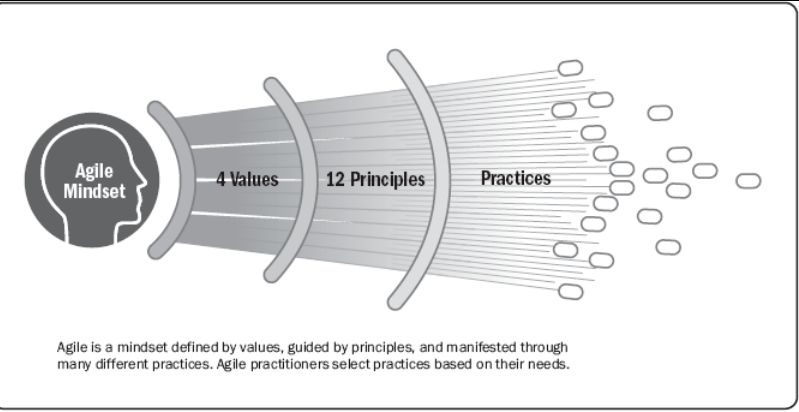 Agile
Mindset
4 Values
12 Principles
Practices
Agile is a mindset defined by values, guided by principles, and manifested through
many different practices. Agile practitioners select practices based on their needs.